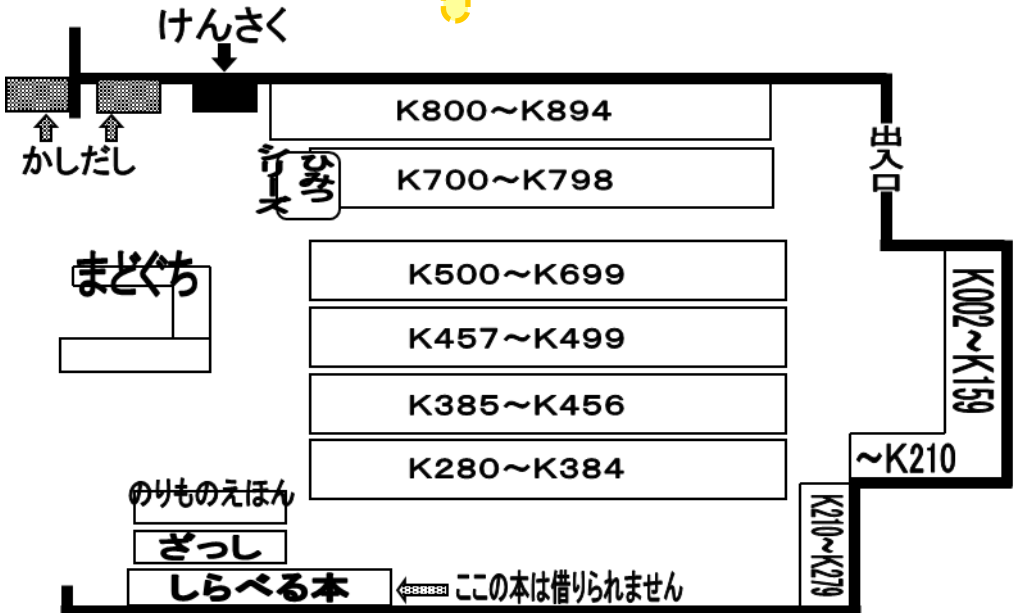 けんさく
かしだし
K800～K894
出入口
ひみつ
シリーズ
K700～K798
まどぐち
K500～K699
K002～K159
K457～K499
K385～K456
～K210
K280～K384
のりものえほん
K210～K279
ざっし
しらべる本
ここの本は借りられません